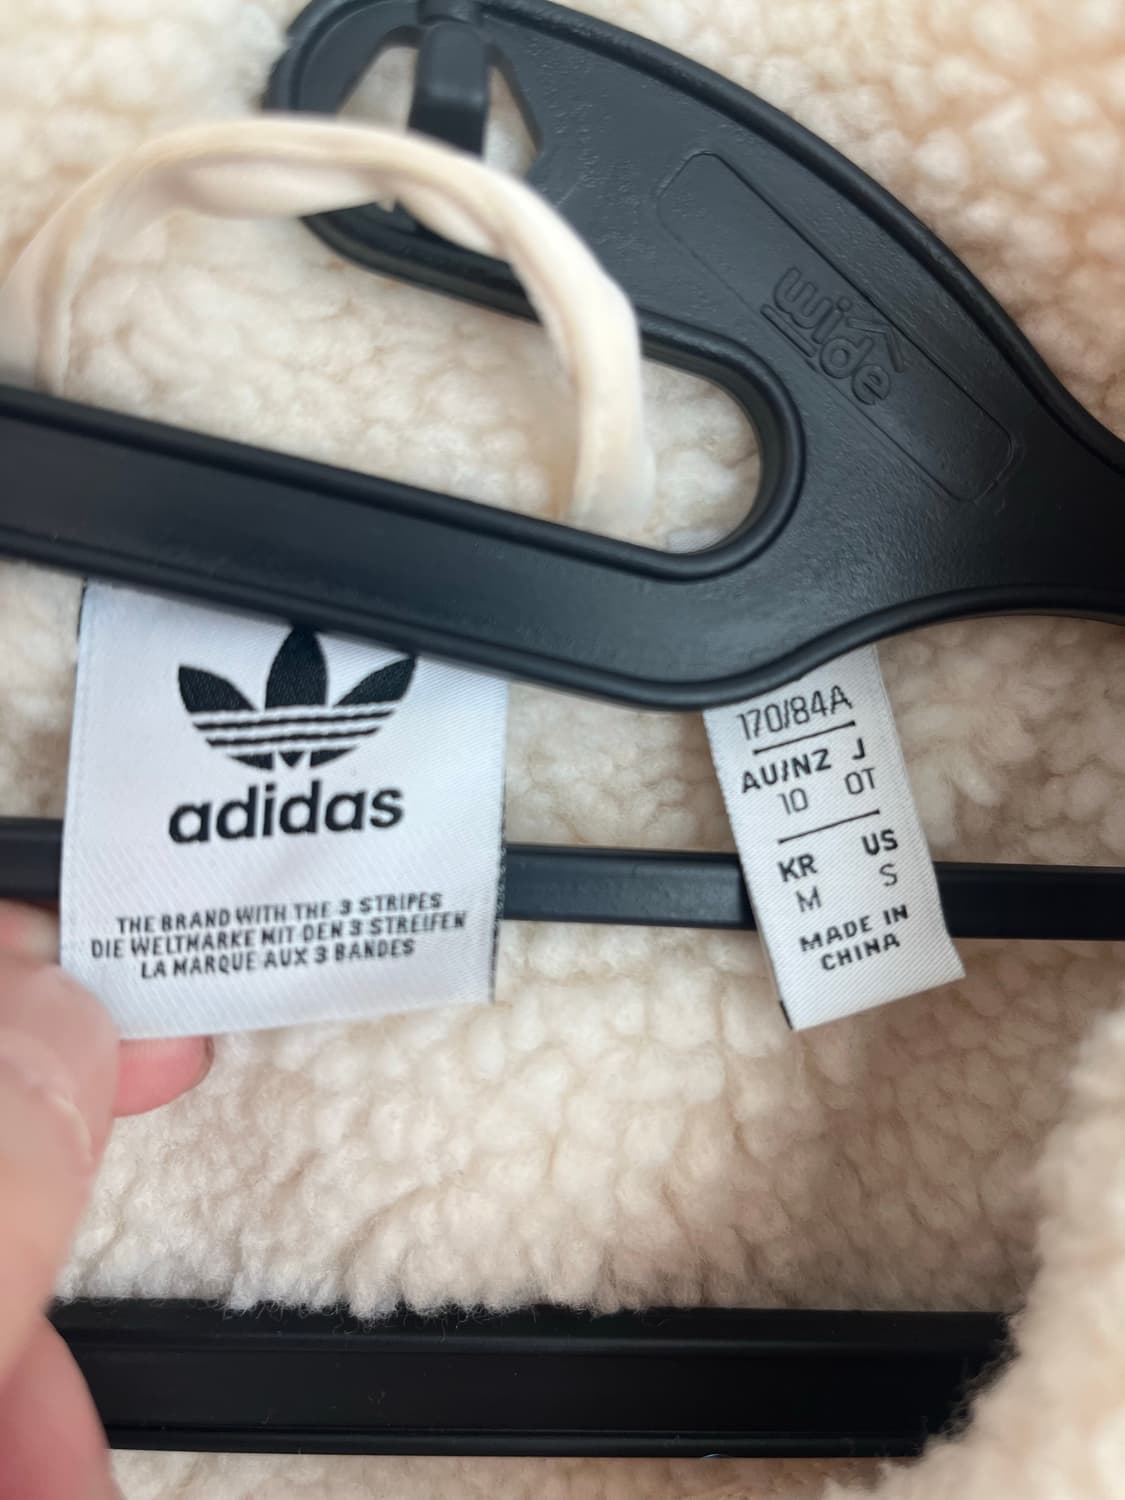 wide
adidas
THE BRAND WITH THE 3 STRIPES
DIE WELTMARKE MIT DEN 3 STREIFEN
LA MARQUE AUX 3 BANDES
170/84A
AU/NZ J
10 OT
KR US
M S
MADE IN
CHINA